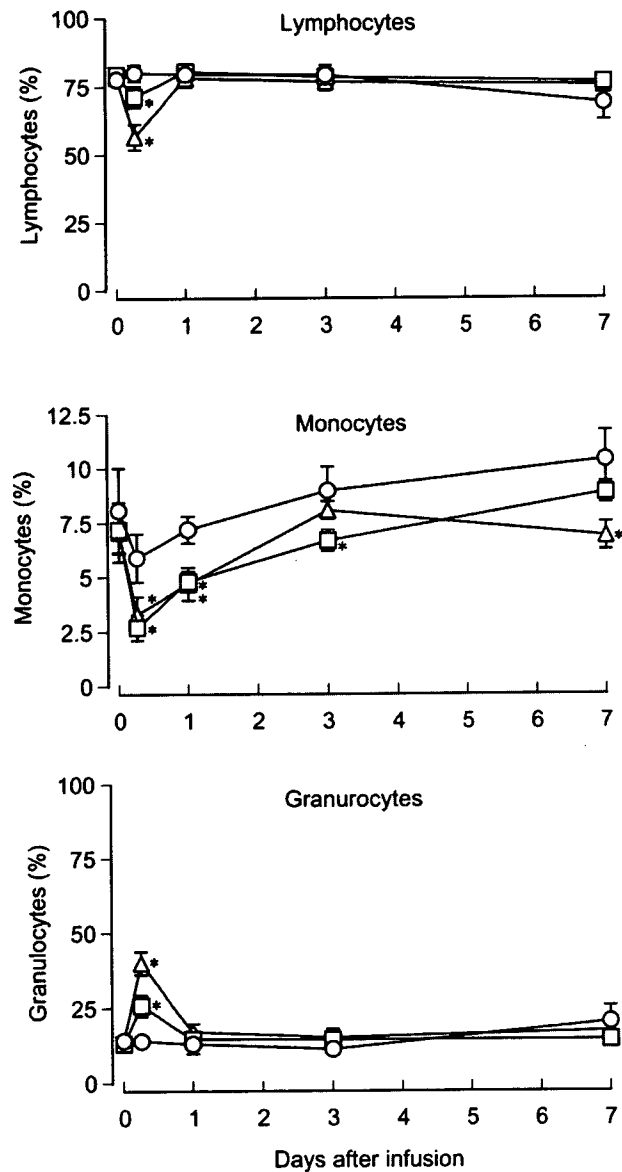 Lymphocytes
100
75
50
25
0
Lymphocytes (%)
0 1 2 3 4 5 6 7
*
*
Monocytes
12.5
10
7.5
5
2.5
0
Monocytes (%)
0 1 2 3 4 5 6 7
*
*
*
*
*
*
Granurocytes
100
75
50
25
0
Granulocytes (%)
0 1 2 3 4 5 6 7
*
*
Days after infusion